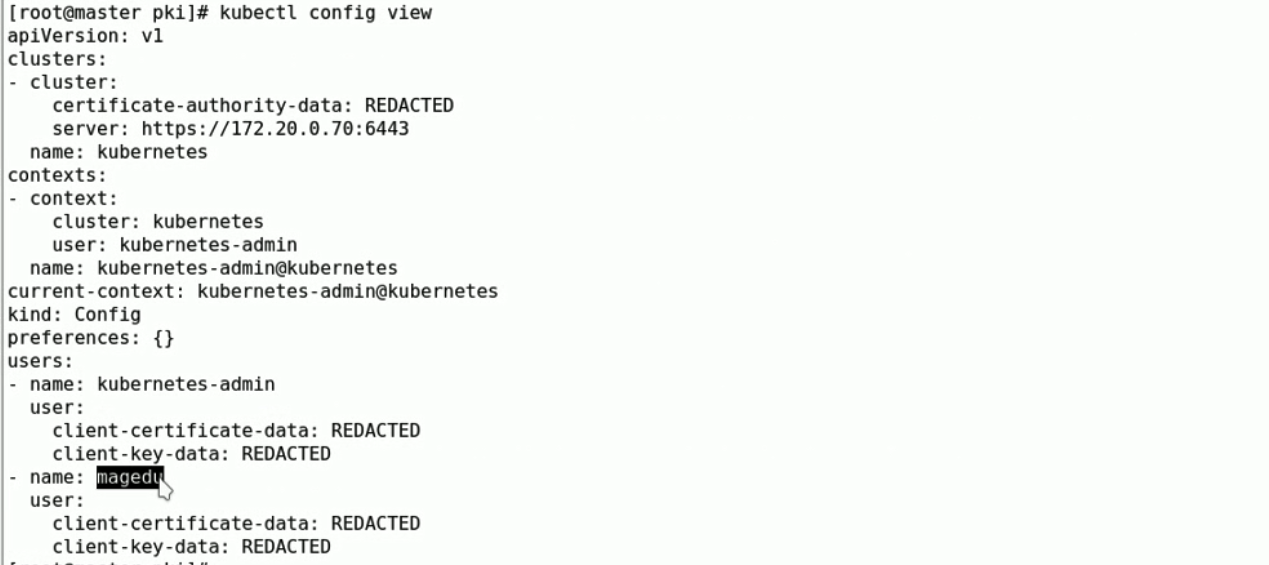 [root@master pki]# kubectl config view
apiVersion: v1
clusters:
- cluster:
    certificate-authority-data: REDACTED
    server: https://172.20.0.70:6443
  name: kubernetes
contexts:
- context:
    cluster: kubernetes
    user: kubernetes-admin
  name: kubernetes-admin@kubernetes
current-context: kubernetes-admin@kubernetes
kind: Config
preferences: {}
users:
- name: kubernetes-admin
  user:
    client-certificate-data: REDACTED
    client-key-data: REDACTED
- name: magedu
  user:
    client-certificate-data: REDACTED
    client-key-data: REDACTED